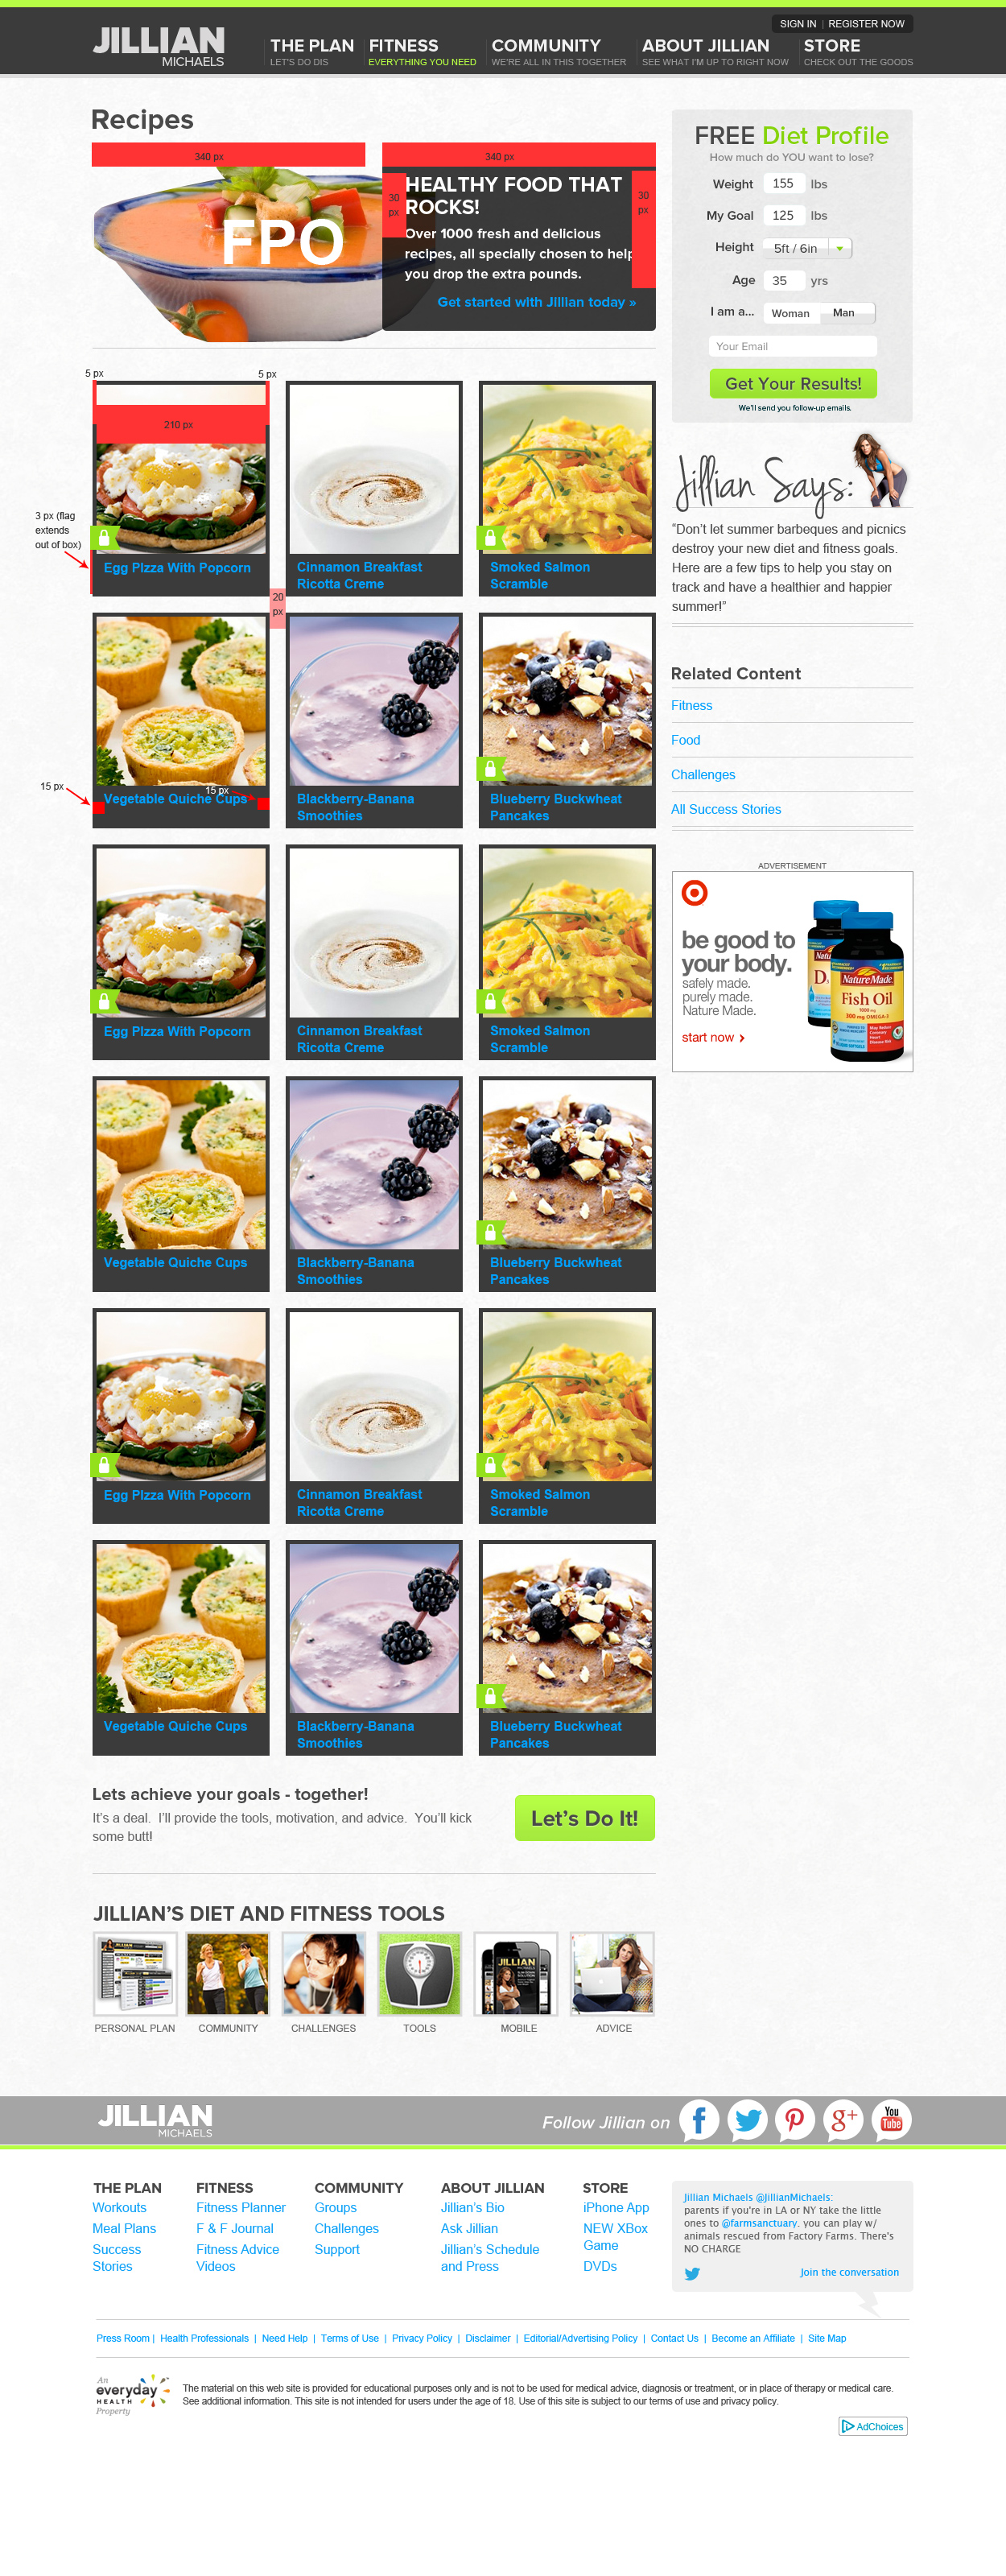 SIGN IN | REGISTER NOW
JILLIAN
MICHAELS
THE PLAN
LET'S DO DIS
FITNESS
EVERYTHING YOU NEED
COMMUNITY
WE'RE ALL IN THIS TOGETHER
ABOUT JILLIAN
SEE WHAT I'M UP TO RIGHT NOW
STORE
CHECK OUT THE GOODS
Recipes
340 px
340 px
FPO
30
px
30
px
HEALTHY FOOD THAT
ROCKS!
Over 1000 fresh and delicious
recipes, all specially chosen to help
you drop the extra pounds.
Get started with Jillian today »
5 px
5 px
210 px
3 px (flag
extends
out of box)
Egg PIzza With Popcorn
Cinnamon Breakfast
Ricotta Creme
Smoked Salmon
Scramble
20
px
15 px
15 px
Vegetable Quiche Cups
Blackberry-Banana
Smoothies
Blueberry Buckwheat
Pancakes
Egg PIzza With Popcorn
Cinnamon Breakfast
Ricotta Creme
Smoked Salmon
Scramble
Vegetable Quiche Cups
Blackberry-Banana
Smoothies
Blueberry Buckwheat
Pancakes
Egg PIzza With Popcorn
Cinnamon Breakfast
Ricotta Creme
Smoked Salmon
Scramble
Vegetable Quiche Cups
Blackberry-Banana
Smoothies
Blueberry Buckwheat
Pancakes
FREE Diet Profile
How much do YOU want to lose?
Weight 155 lbs
My Goal 125 lbs
Height 5ft / 6in
Age 35 yrs
I am a... Woman Man
Your Email
Get Your Results!
We'll send you follow-up emails.
Jillian Says:
“Don’t let summer barbeques and picnics
destroy your new diet and fitness goals.
Here are a few tips to help you stay on
track and have a healthier and happier
summer!”
Related Content
Fitness
Food
Challenges
All Success Stories
ADVERTISEMENT
be good to
your body.
safely made.
purely made.
Nature Made.
start now ›
Nature Made
Fish Oil
1000 mg
300 mg OMEGA-3
Lets achieve your goals - together!
It’s a deal. I’ll provide the tools, motivation, and advice. You’ll kick
some butt!
Let’s Do It!
JILLIAN’S DIET AND FITNESS TOOLS
JILLIAN
PERSONAL PLAN
COMMUNITY
CHALLENGES
TOOLS
MOBILE
ADVICE
JILLIAN
MICHAELS
Follow Jillian on
f
g+
You
Tube
THE PLAN
Workouts
Meal Plans
Success
Stories
FITNESS
Fitness Planner
F & F Journal
Fitness Advice
Videos
COMMUNITY
Groups
Challenges
Support
ABOUT JILLIAN
Jillian’s Bio
Ask Jillian
Jillian’s Schedule
and Press
STORE
iPhone App
NEW XBox
Game
DVDs
Jillian Michaels @JillianMichaels:
parents if you're in LA or NY take the little
ones to @farmsanctuary. you can play w/
animals rescued from Factory Farms. There's
NO CHARGE
Join the conversation
Press Room | Health Professionals | Need Help | Terms of Use | Privacy Policy | Disclaimer | Editorial/Advertising Policy | Contact Us | Become an Affiliate | Site Map
An
everyday
HEALTH
Property
The material on this web site is provided for educational purposes only and is not to be used for medical advice, diagnosis or treatment, or in place of therapy or medical care.
See additional information. This site is not intended for users under the age of 18. Use of this site is subject to our terms of use and privacy policy.
AdChoices